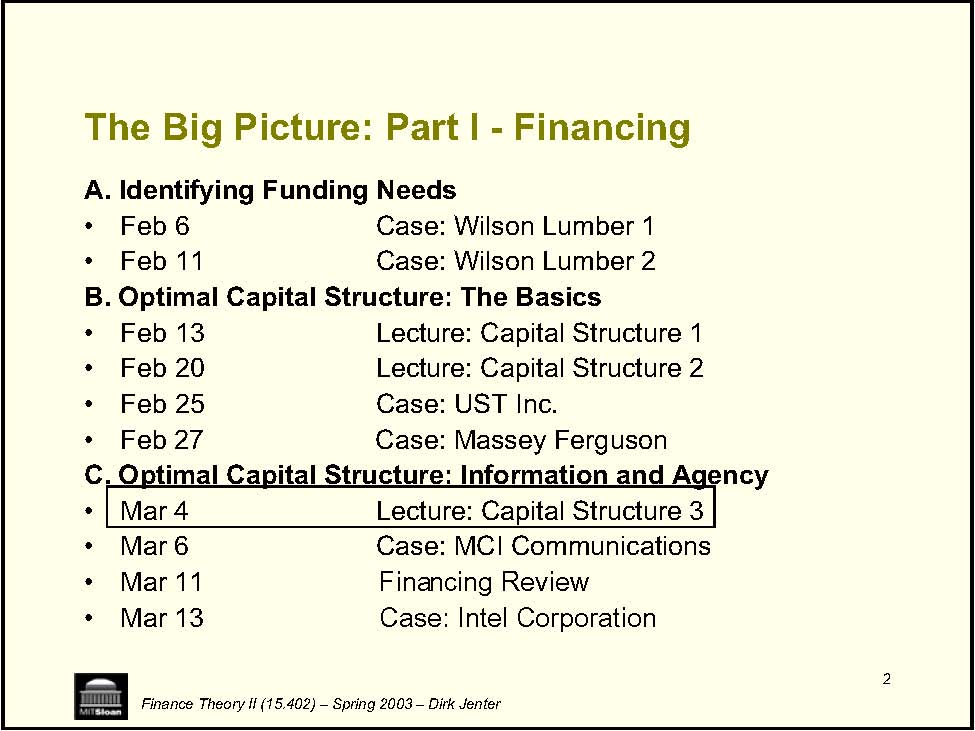 The Big Picture: Part I - Financing
A. Identifying Funding Needs
• Feb 6 Case: Wilson Lumber 1
• Feb 11 Case: Wilson Lumber 2
B. Optimal Capital Structure: The Basics
• Feb 13 Lecture: Capital Structure 1
• Feb 20 Lecture: Capital Structure 2
• Feb 25 Case: UST Inc.
• Feb 27 Case: Massey Ferguson
C. Optimal Capital Structure: Information and Agency
• Mar 4 Lecture: Capital Structure 3
• Mar 6 Case: MCI Communications
• Mar 11 Financing Review
• Mar 13 Case: Intel Corporation
2
MITSloan
Finance Theory II (15.402) – Spring 2003 – Dirk Jenter